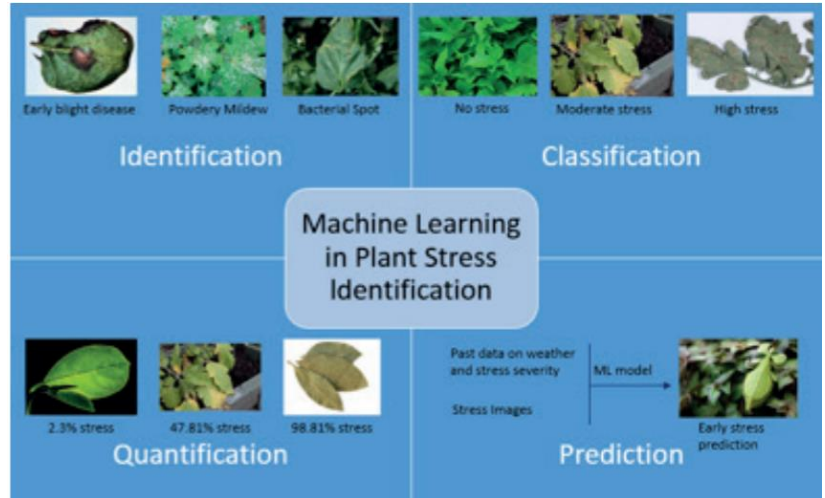 Early blight disease
Powdery Mildew
Bacterial Spot
Identification
No stress
Moderate stress
High stress
Classification
Machine Learning
in Plant Stress
Identification
2.3% stress
47.81% stress
98.81% stress
Quantification
Past data on weather
and stress severity
Stress Images
ML model
Early stress
prediction
Prediction